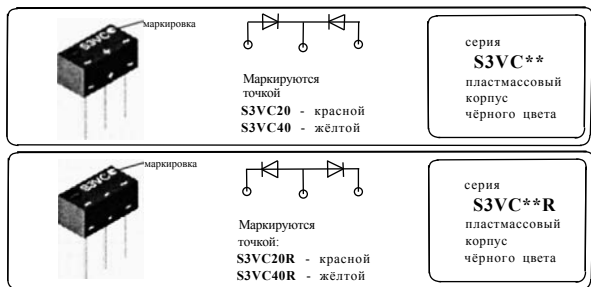 маркировка
S3VC
Маркируются
точкой
S3VC20 - красной
S3VC40 - жёлтой
серия
S3VC**
пластмассовый
корпус
чёрного цвета
маркировка
S3VC
Маркируются
точкой:
S3VC20R - красной
S3VC40R - жёлтой
серия
S3VC**R
пластмассовый
корпус
чёрного цвета